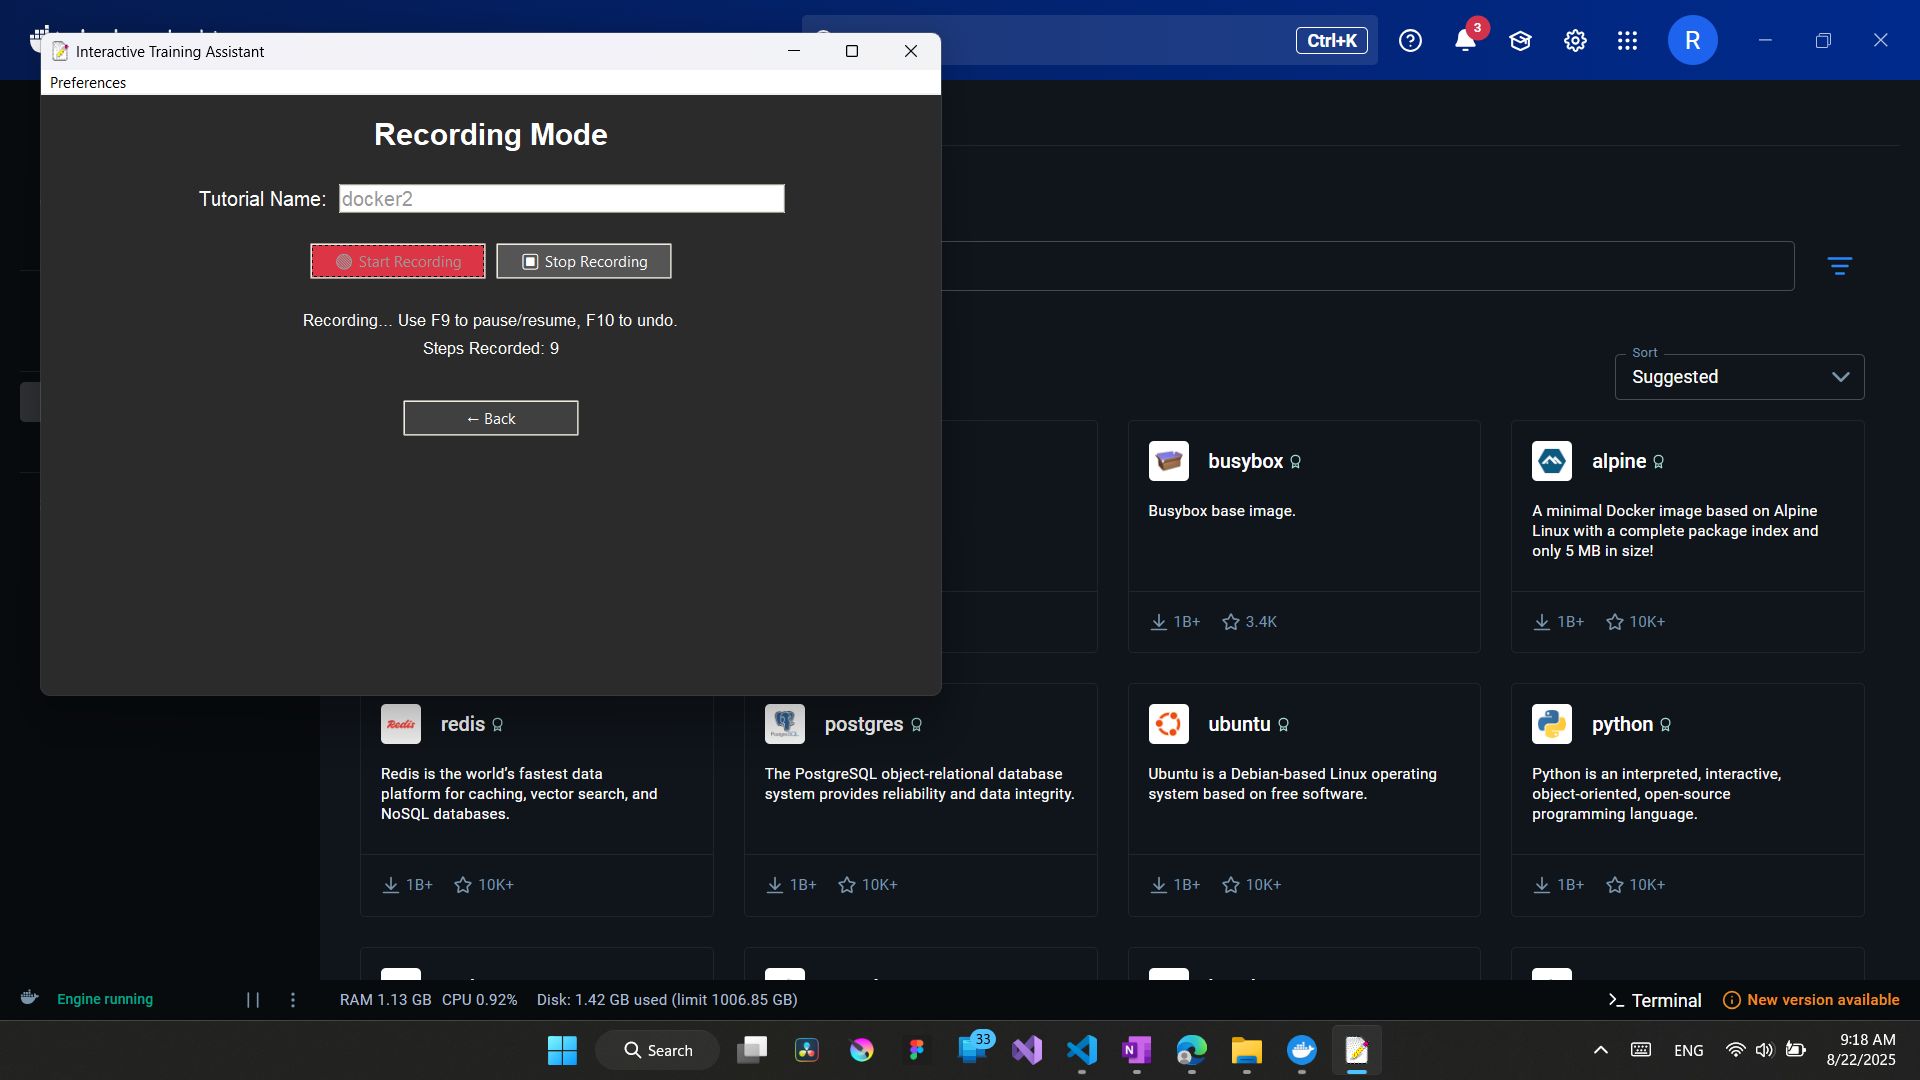 Interactive Training Assistant
Preferences
Recording Mode
Tutorial Name: docker2
Start Recording
Stop Recording
Recording... Use F9 to pause/resume, F10 to undo.
Steps Recorded: 9
← Back
Ctrl+K
3
R
Sort
Suggested
busybox
Busybox base image.
1B+ 3.4K
alpine
A minimal Docker image based on Alpine
Linux with a complete package index and
only 5 MB in size!
1B+ 10K+
redis
Redis is the world’s fastest data
platform for caching, vector search, and
NoSQL databases.
1B+ 10K+
postgres
The PostgreSQL object-relational database
system provides reliability and data integrity.
1B+ 10K+
ubuntu
Ubuntu is a Debian-based Linux operating
system based on free software.
1B+ 10K+
python
Python is an interpreted, interactive,
object-oriented, open-source
programming language.
1B+ 10K+
Engine running
RAM 1.13 GB CPU 0.92% Disk: 1.42 GB used (limit 1006.85 GB)
Terminal
New version available
Search
33
ENG
9:18 AM
8/22/2025